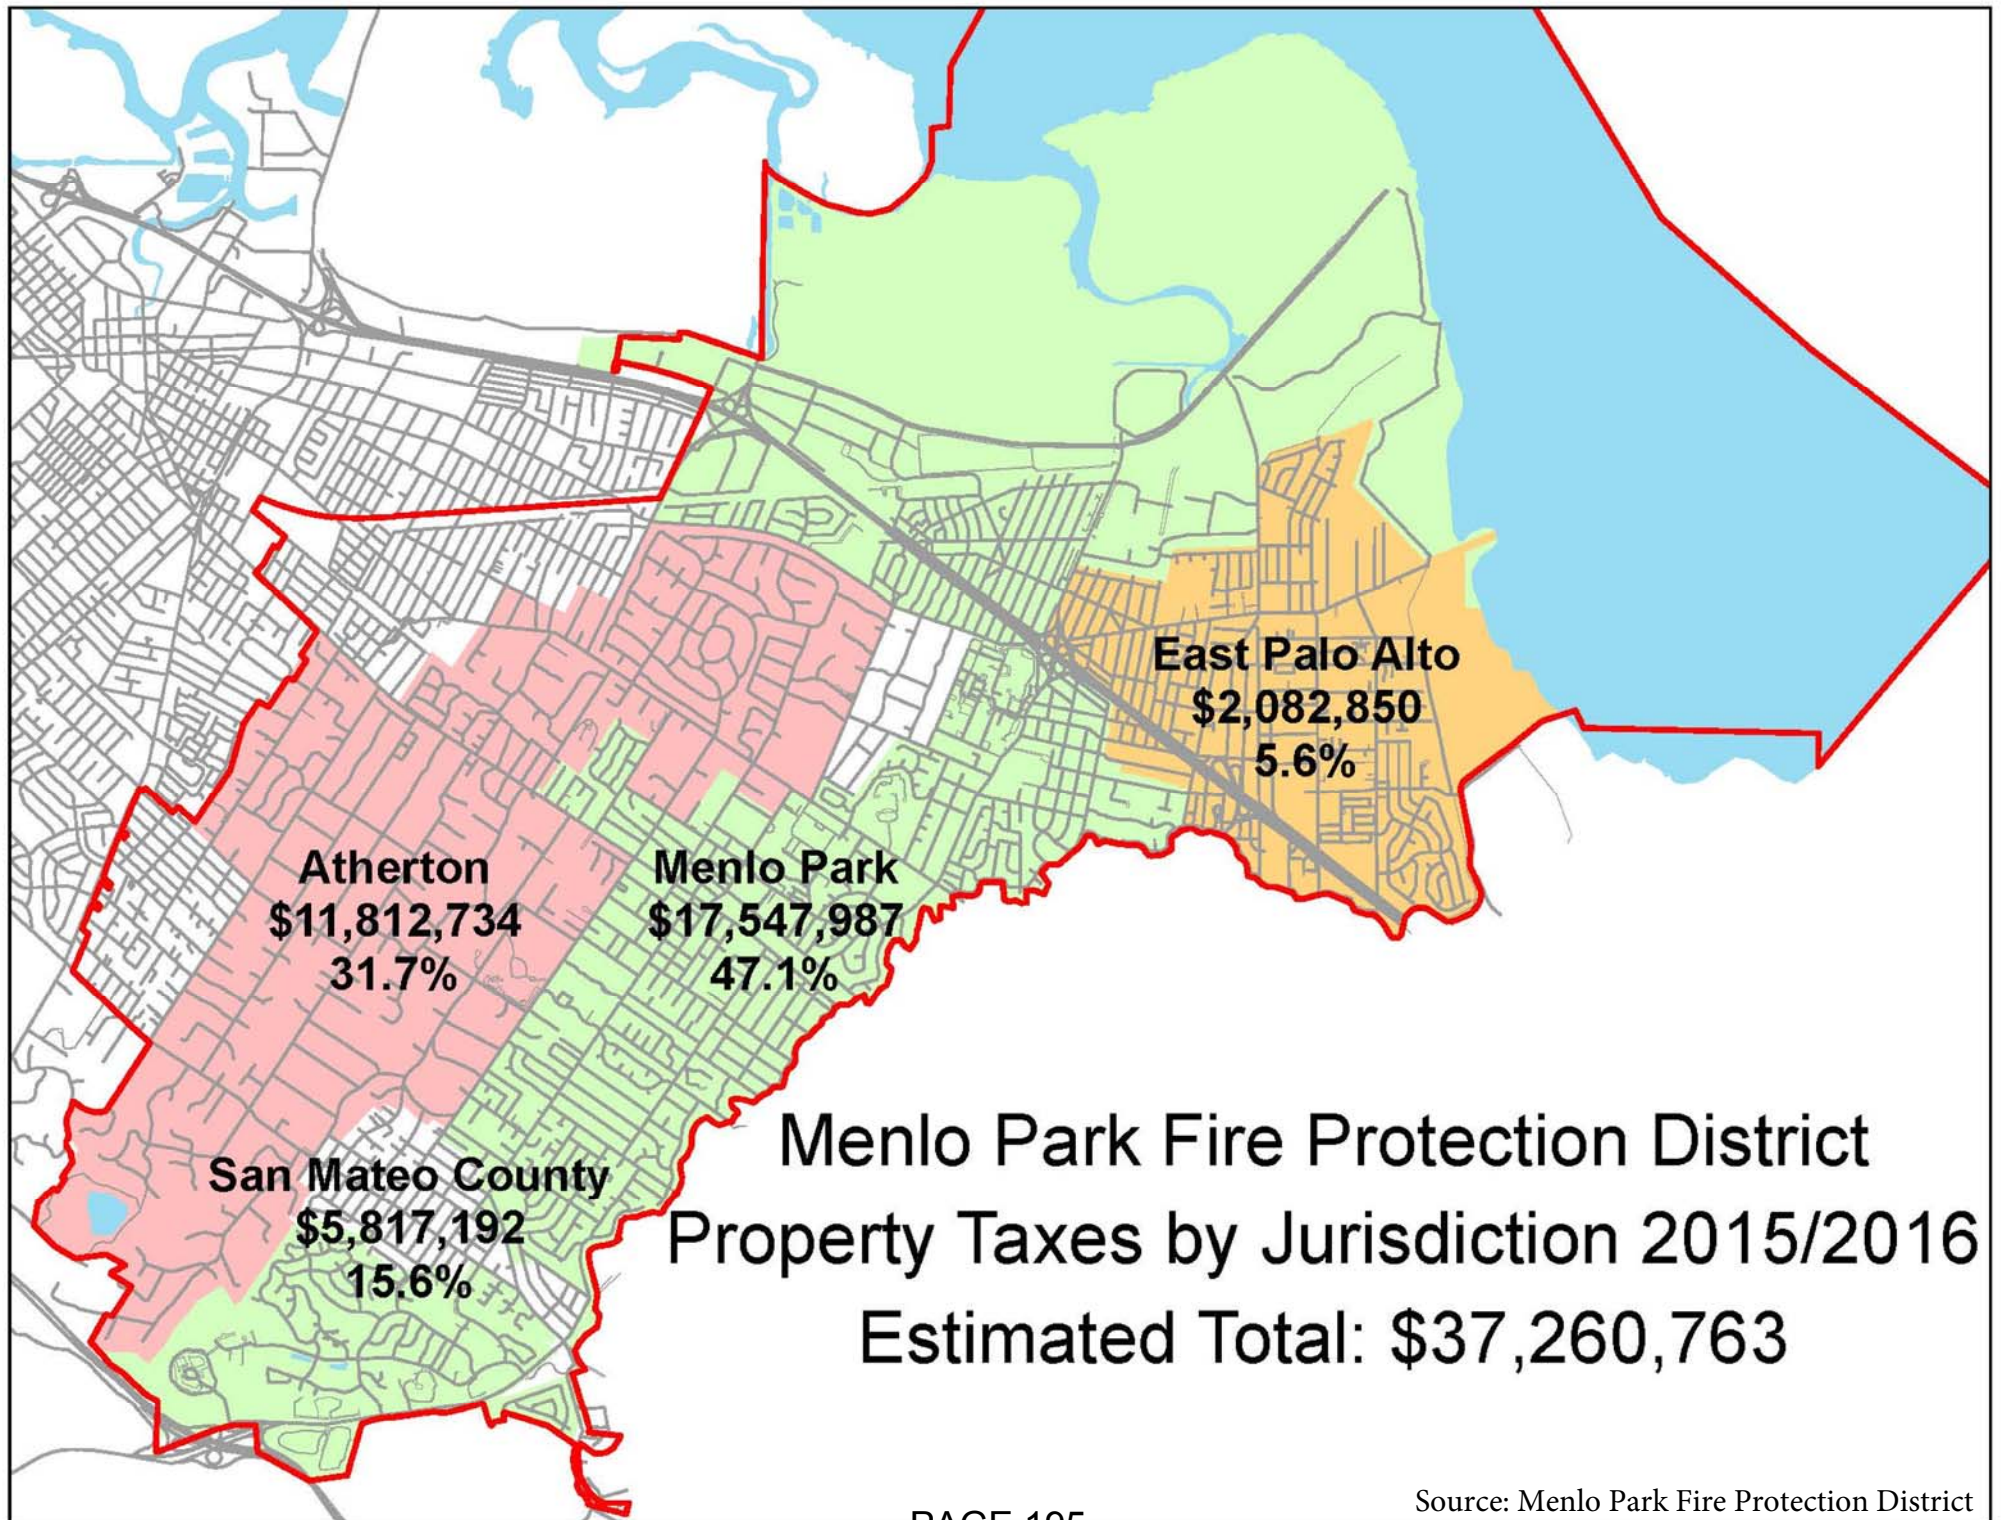 East Palo Alto
$2,082,850
5.6%
Atherton
$11,812,734
31.7%
Menlo Park
$17,547,987
47.1%
San Mateo County
$5,817,192
15.6%
Menlo Park Fire Protection District
Property Taxes by Jurisdiction 2015/2016
Estimated Total: $37,260,763
Source: Menlo Park Fire Protection District
PAGE 195